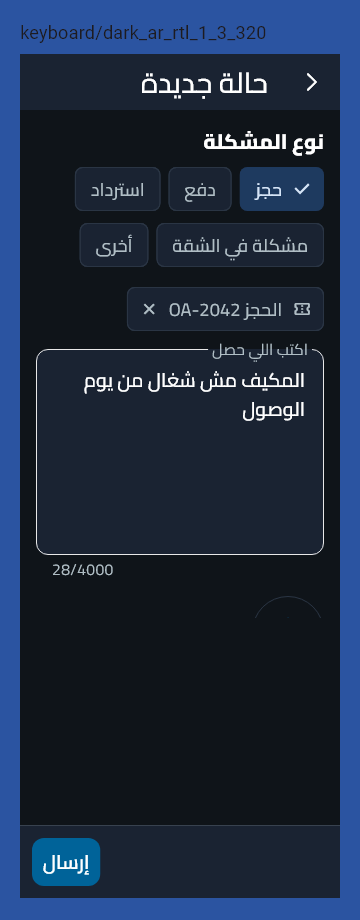 keyboard/dark_ar_rtl_1_3_320
حالة جديدة
نوع المشكلة
حجز
دفع
استرداد
مشكلة في الشقة
أخرى
الحجز OA-2042
اكتب اللي حصل
المكيف مش شغال من يوم
الوصول
28/4000
إرسال